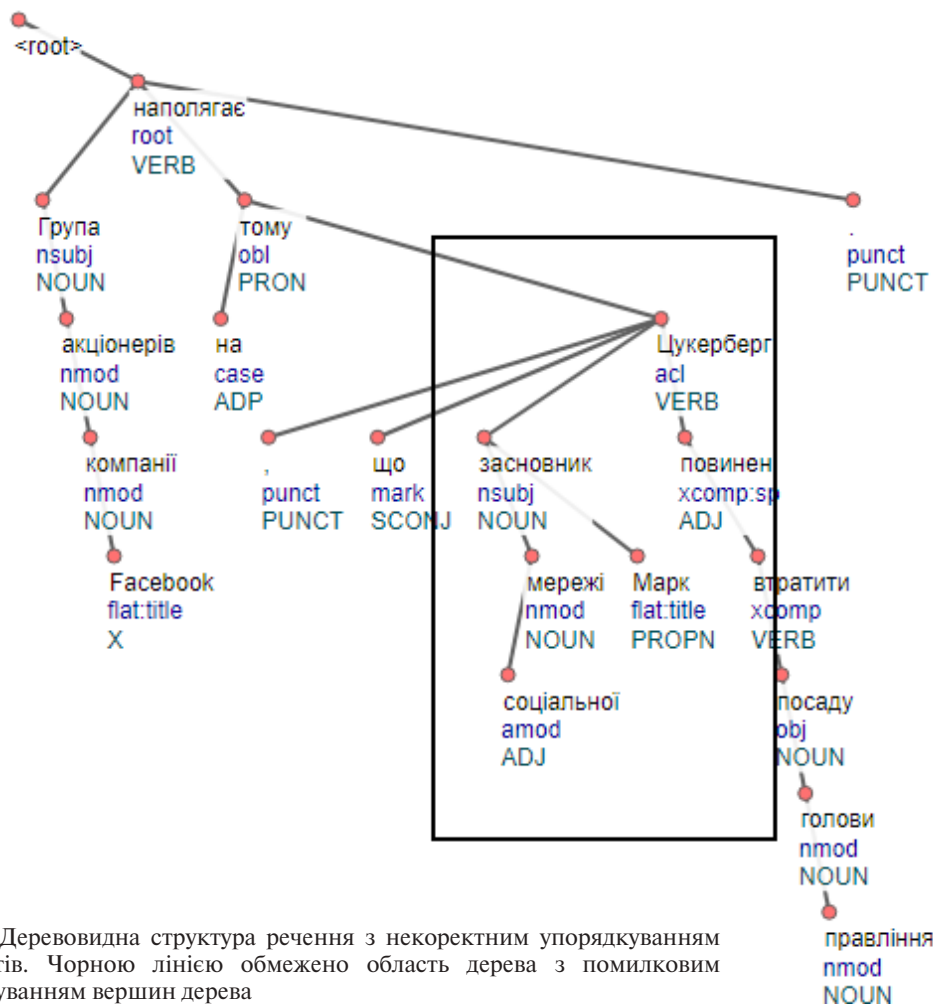 <root>
наполягає
root
VERB
Група
nsubj
NOUN
тому
obl
PRON
.
punct
PUNCT
акціонерів
nmod
NOUN
на
case
ADP
Цукерберг
acl
VERB
компанії
nmod
NOUN
,
punct
PUNCT
що
mark
SCONJ
засновник
nsubj
NOUN
повинен
xcomp:sp
ADJ
Facebook
flat:title
X
мережі
nmod
NOUN
Марк
flat:title
PROPN
втратити
xcomp
VERB
соціальної
amod
ADJ
посаду
obj
NOUN
голови
nmod
NOUN
правління
nmod
NOUN
Деревовидна структура речення з некоректним упорядкуванням
тів. Чорною лінією обмежено область дерева з помилковим
уванням вершин дерева